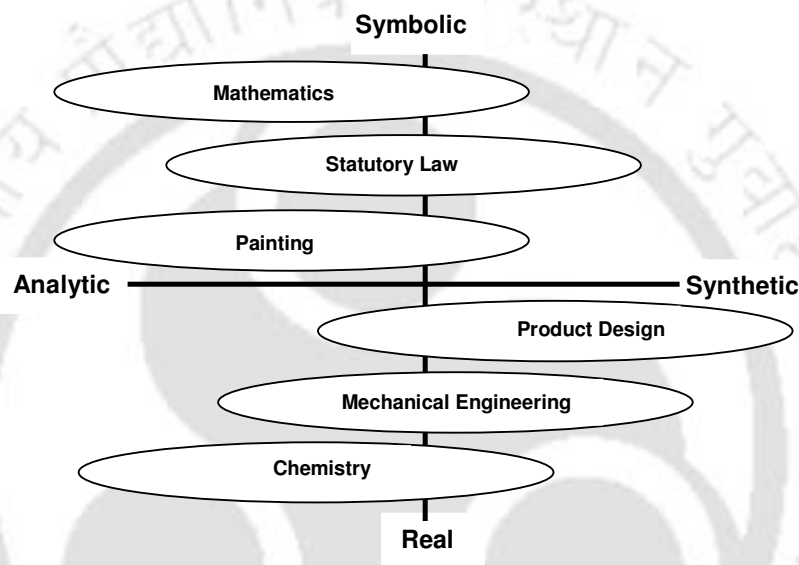 Symbolic
Mathematics
Statutory Law
Painting
Analytic
Synthetic
Product Design
Mechanical Engineering
Chemistry
Real